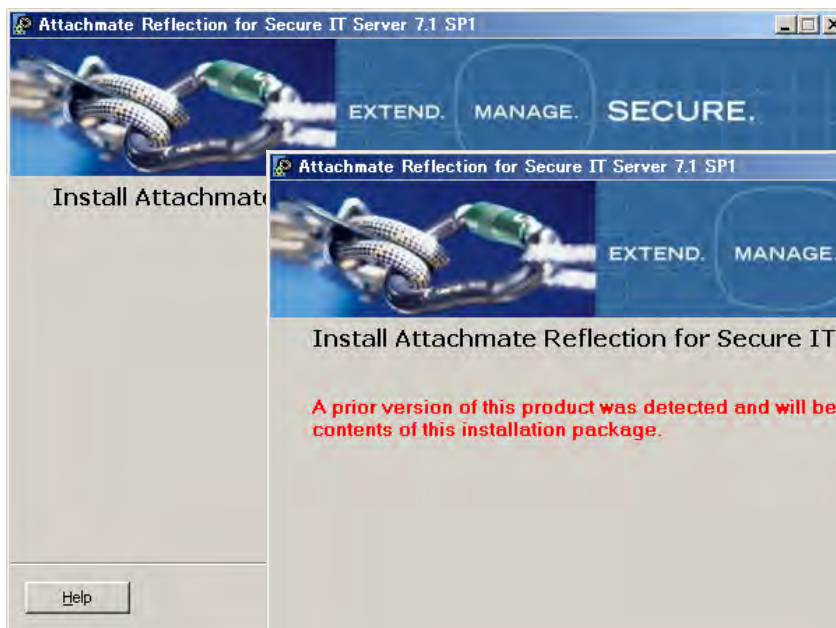 Attachmate Reflection for Secure IT Server 7.1 SP1
EXTEND. MANAGE. SECURE.
Install Attachmate
Help
Attachmate Reflection for Secure IT Server 7.1 SP1
EXTEND. MANAGE.
Install Attachmate Reflection for Secure IT
A prior version of this product was detected and will be
contents of this installation package.